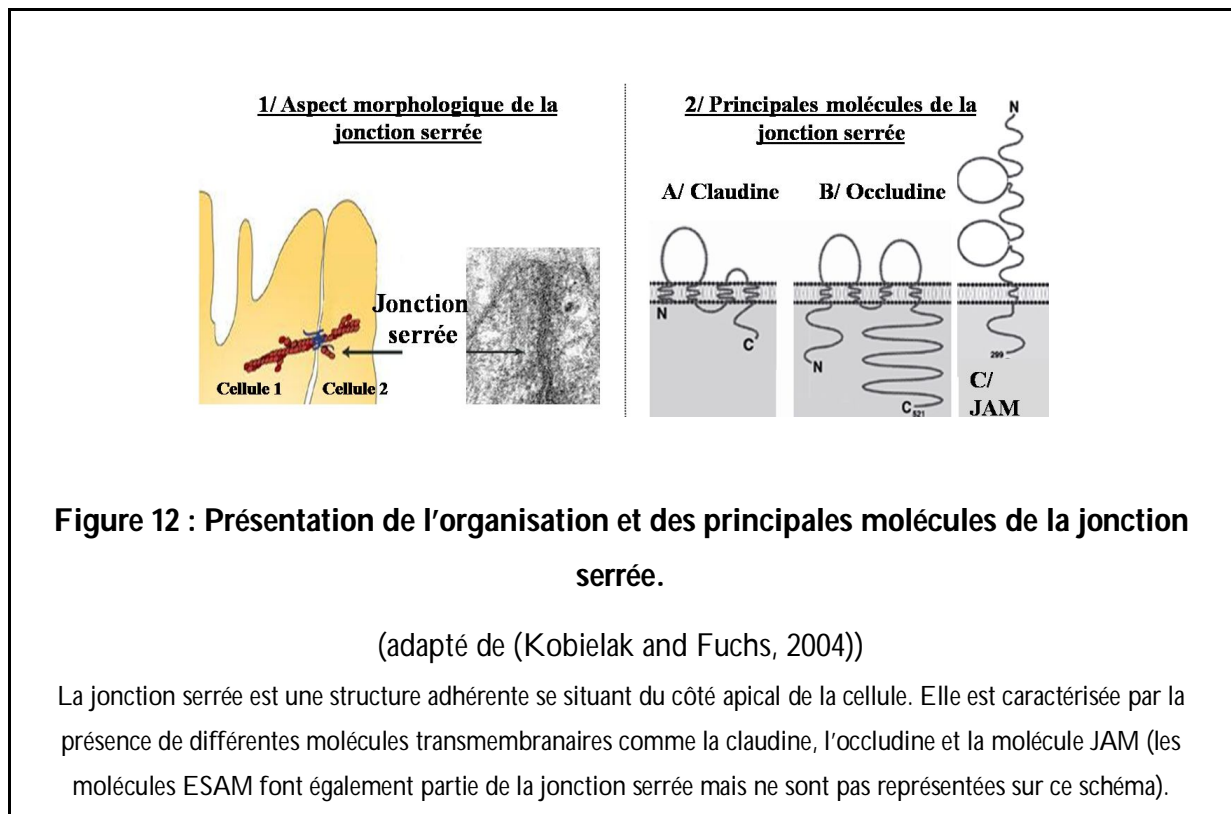 1/ Aspect morphologique de la
jonction serrée
2/ Principales molécules de la
jonction serrée
N
A/ Claudine
B/ Occludine
Jonction
serrée
Cellule 1
Cellule 2
N
C
N
C521
299
C/
JAM
Figure 12 : Présentation de l'organisation et des principales molécules de la jonction
serrée.
(adapté de (Kobielak and Fuchs, 2004))
La jonction serrée est une structure adhérente se situant du côté apical de la cellule. Elle est caractérisée par la
présence de différentes molécules transmembranaires comme la claudine, l'occludine et la molécule JAM (les
molécules ESAM font également partie de la jonction serrée mais ne sont pas représentées sur ce schéma).